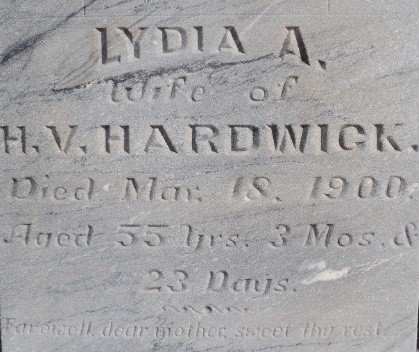 LYDIA A.
Wife of
H.V. HARDWICK.
Died Mar. 18, 1900.
Aged 55 Yrs. 3 Mos. &
23 Days.
Farewell, dear mother, sweet thy rest